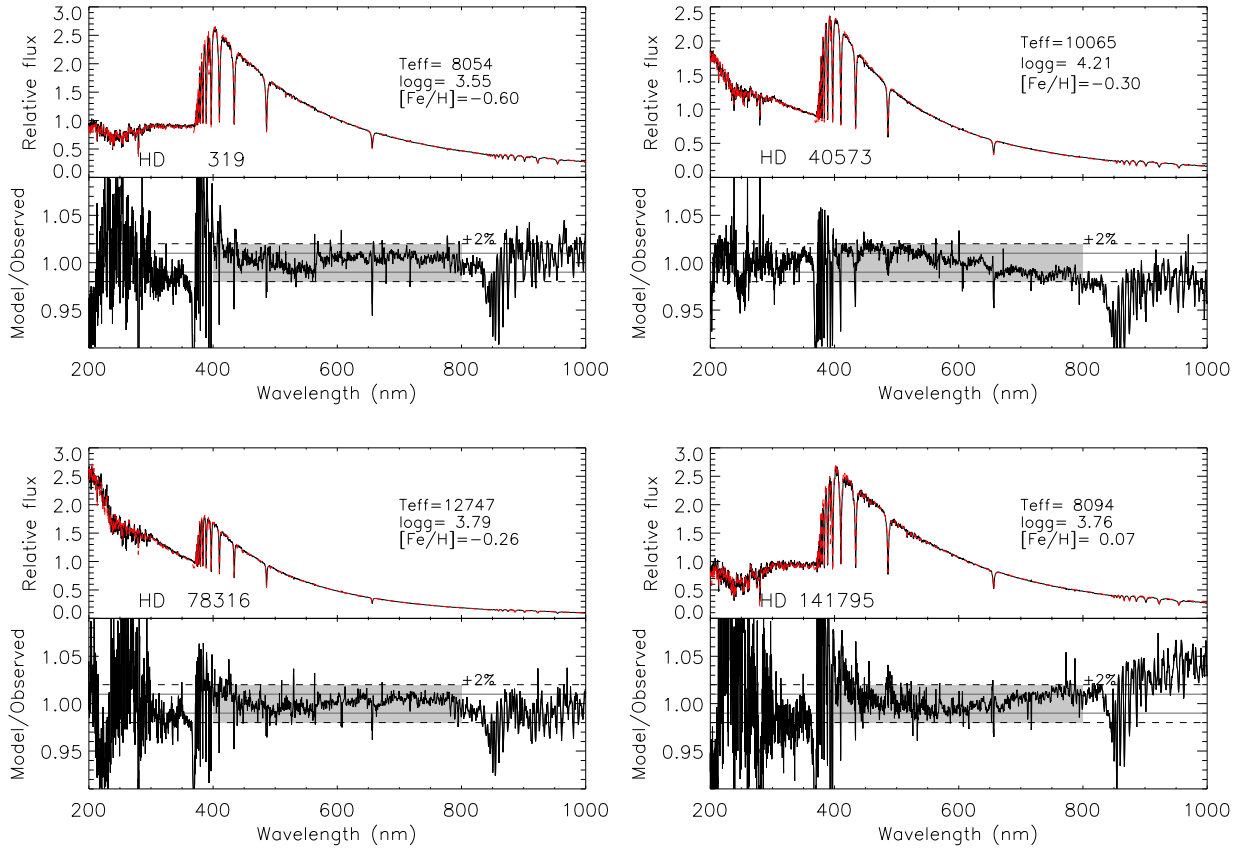 3.0
2.5
2.0
1.5
1.0
0.5
0.0
Relative flux
Teff= 8054
logg= 3.55
[Fe/H]=−0.60
HD 319
1.05
1.00
0.95
Model/Observed
+2%
200 400 600 800 1000
Wavelength (nm)
2.5
2.0
1.5
1.0
0.5
0.0
Relative flux
Teff=10065
logg= 4.21
[Fe/H]=−0.30
HD 40573
1.05
1.00
0.95
Model/Observed
+2%
200 400 600 800 1000
Wavelength (nm)
3.0
2.5
2.0
1.5
1.0
0.5
0.0
Relative flux
Teff=12747
logg= 3.79
[Fe/H]=−0.26
HD 78316
1.05
1.00
0.95
Model/Observed
+2%
200 400 600 800 1000
Wavelength (nm)
3.0
2.5
2.0
1.5
1.0
0.5
0.0
Relative flux
Teff= 8094
logg= 3.76
[Fe/H]= 0.07
HD 141795
1.05
1.00
0.95
Model/Observed
+2%
200 400 600 800 1000
Wavelength (nm)